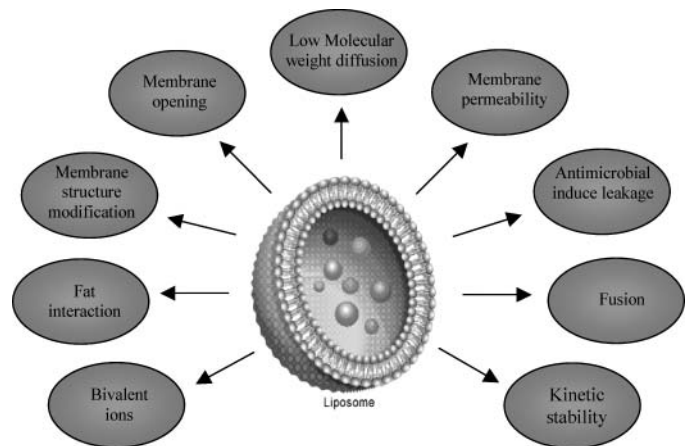 Low Molecular
weight diffusion
Membrane
opening
Membrane
permeability
Membrane
structure
modification
Antimicrobial
induce leakage
Fat
interaction
Fusion
Bivalent
ions
Kinetic
stability
Liposome